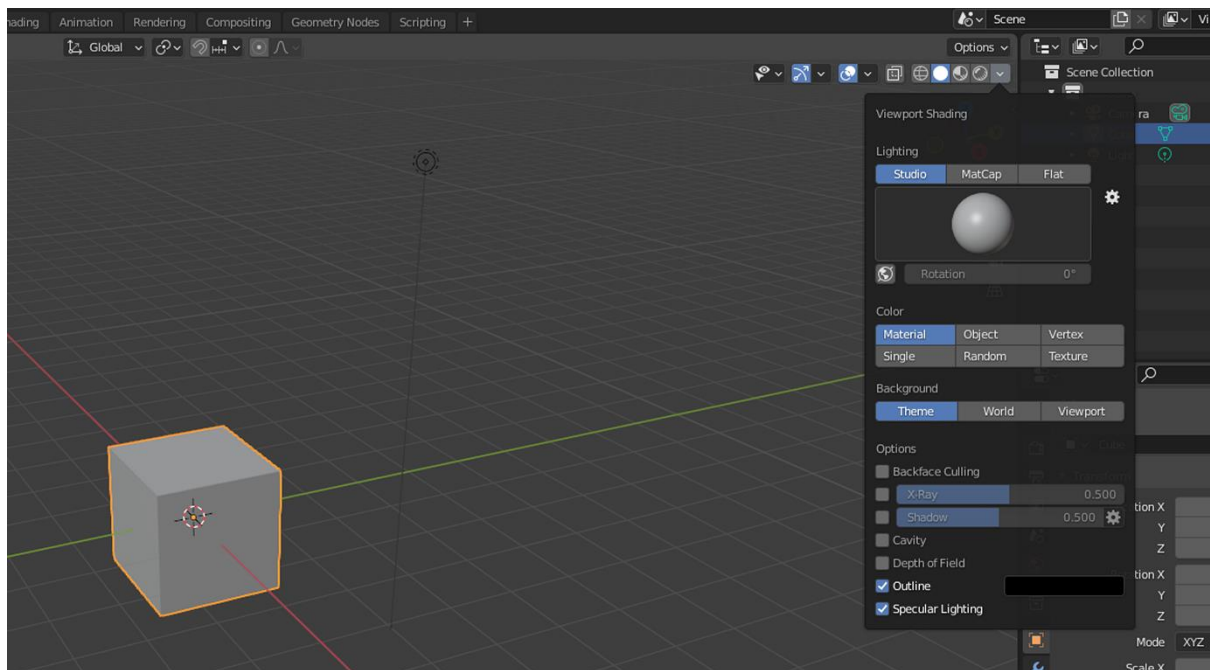 Animation Rendering Compositing Geometry Nodes Scripting + Scene
Global Options
Scene Collection
Viewport Shading
Lighting
Studio MatCap Flat
Rotation 0°
Color
Material Object Vertex
Single Random Texture
Background
Theme World Viewport
Options
Backface Culling
X-Ray 0.500
Shadow 0.500
Cavity
Depth of Field
Outline
Specular Lighting
Cube
X
Y
Z
X
Y
Z
Mode XYZ
Scale X